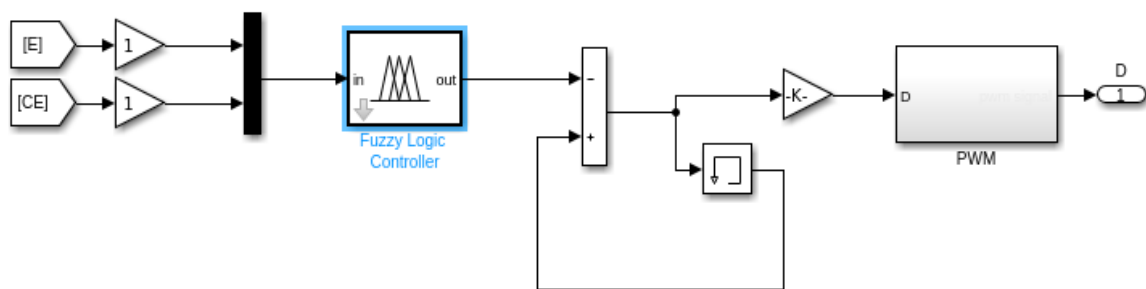 [E]
1
[CE]
1
in
out
Fuzzy Logic
Controller
−
+
-K-
D
PWM
D
1